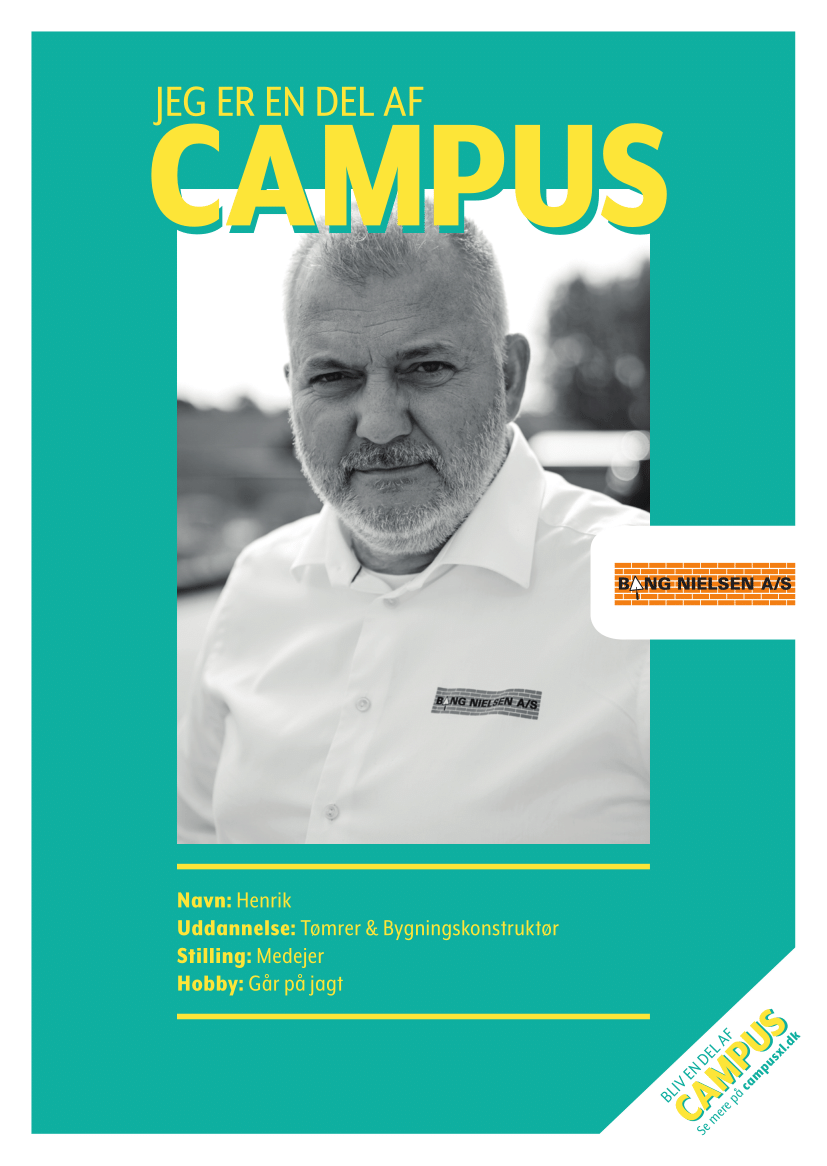 JEG ER EN DEL AF
CAMPUS
BANG NIELSEN A/S
BANG NIELSEN A/S
Navn: Henrik
Uddannelse: Tømrer & Bygningskonstruktør
Stilling: Medejer
Hobby: Går på jagt
BLIV EN DEL AF
CAMPUS
Se mere på campusxl.dk